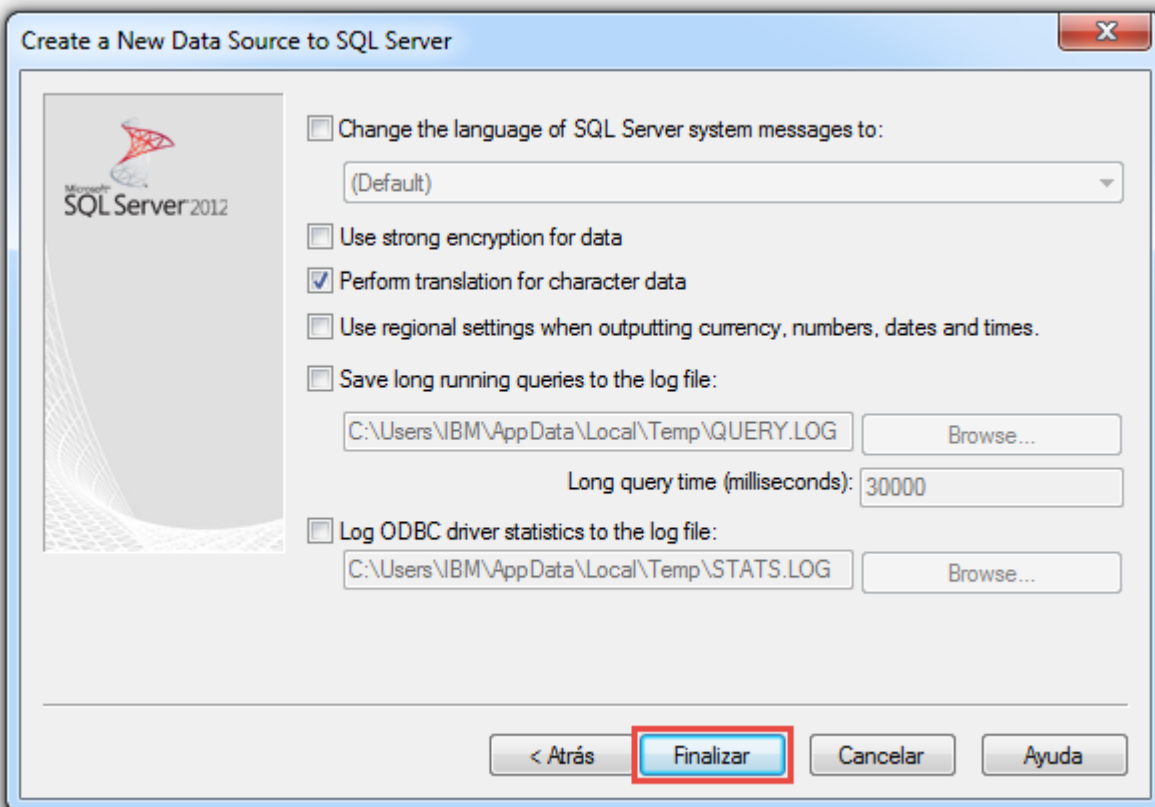 Create a New Data Source to SQL Server
Microsoft®
SQL Server 2012
Change the language of SQL Server system messages to:
(Default)
Use strong encryption for data
Perform translation for character data
Use regional settings when outputting currency, numbers, dates and times.
Save long running queries to the log file:
C:\Users\IBM\AppData\Local\Temp\QUERY.LOG Browse...
Long query time (milliseconds): 30000
Log ODBC driver statistics to the log file:
C:\Users\IBM\AppData\Local\Temp\STATS.LOG Browse...
< Atrás Finalizar Cancelar Ayuda